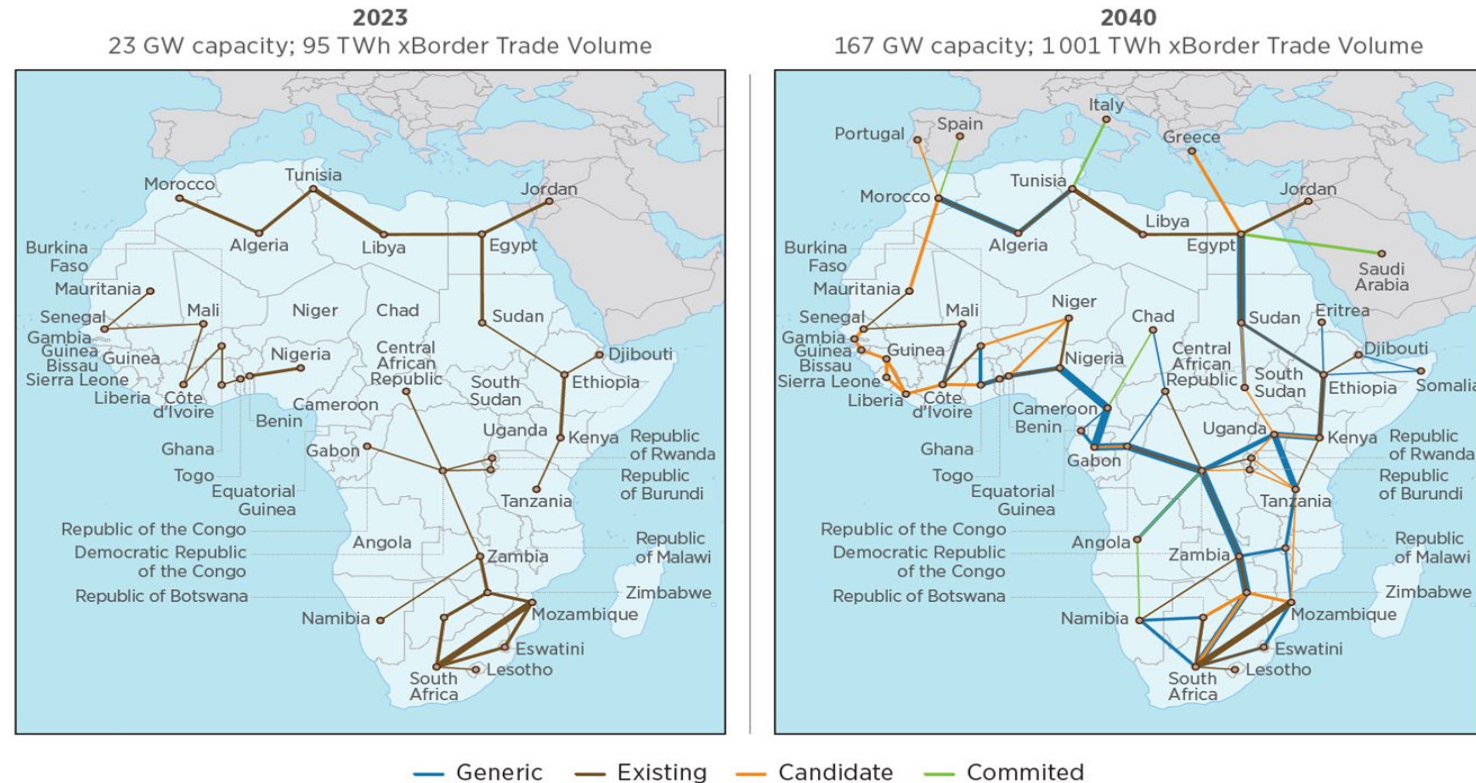 2023
23 GW capacity; 95 TWh xBorder Trade Volume
Morocco
Tunisia
Jordan
Algeria
Libya
Egypt
Burkina
Faso
Mauritania
Senegal
Gambia
Guinea
Bissau
Sierra Leone
Guinea
Liberia
Mali
Niger
Chad
Sudan
Nigeria
Côte
d'Ivoire
Central
African
Republic
South
Sudan
Djibouti
Ethiopia
Benin
Cameroon
Ghana
Togo
Gabon
Equatorial
Guinea
Uganda
Kenya
Republic
of Rwanda
Republic
of Burundi
Tanzania
Republic of the Congo
Democratic Republic
of the Congo
Republic of Botswana
Angola
Zambia
Republic
of Malawi
Zimbabwe
Namibia
Mozambique
Eswatini
Lesotho
South
Africa
2040
167 GW capacity; 1001 TWh xBorder Trade Volume
Portugal
Spain
Italy
Greece
Morocco
Tunisia
Jordan
Algeria
Libya
Egypt
Saudi
Arabia
Burkina
Faso
Mauritania
Senegal
Gambia
Guinea
Bissau
Sierra Leone
Guinea
Liberia
Mali
Niger
Chad
Sudan
Eritrea
Nigeria
Côte
d'Ivoire
Central
African
Republic
South
Sudan
Djibouti
Ethiopia
Somalia
Cameroon
Benin
Ghana
Togo
Gabon
Equatorial
Guinea
Uganda
Kenya
Republic
of Rwanda
Republic
of Burundi
Tanzania
Republic of the Congo
Democratic Republic
of the Congo
Republic of Botswana
Angola
Zambia
Republic
of Malawi
Zimbabwe
Namibia
Mozambique
Eswatini
Lesotho
South
Africa
Generic
Existing
Candidate
Commited